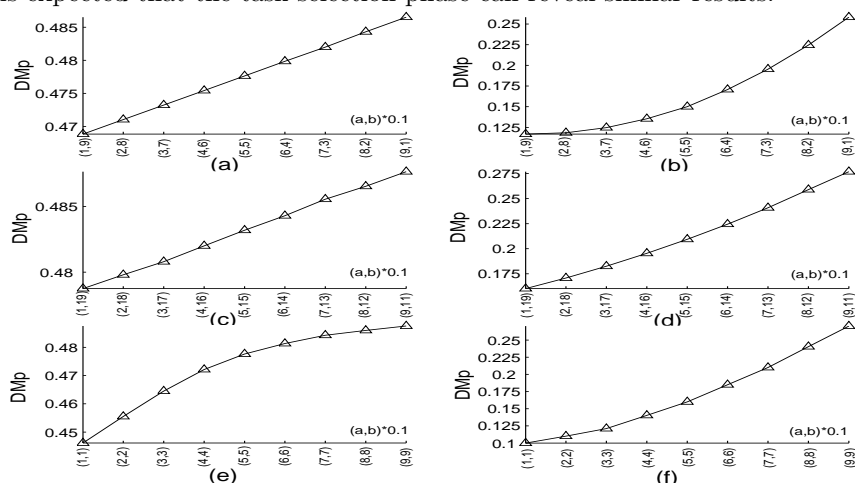 is expected that the task selection phase can reveal similar results.
0.485
0.48
0.475
0.47
DMp
(a,b)*0.1
(1,9) (2,8) (3,7) (4,6) (5,5) (6,4) (7,3) (8,2) (9,1)
(a)
0.25
0.225
0.2
0.175
0.15
0.125
DMp
(a,b)*0.1
(1,9) (2,8) (3,7) (4,6) (5,5) (6,4) (7,3) (8,2) (9,1)
(b)
0.485
0.48
DMp
(a,b)*0.1
(1,19) (2,18) (3,17) (4,16) (5,15) (6,14) (7,13) (8,12) (9,11)
(c)
0.275
0.25
0.225
0.2
0.175
DMp
(a,b)*0.1
(1,19) (2,18) (3,17) (4,16) (5,15) (6,14) (7,13) (8,12) (9,11)
(d)
0.48
0.47
0.46
0.45
DMp
(a,b)*0.1
(1,1) (2,2) (3,3) (4,4) (5,5) (6,6) (7,7) (8,8) (9,9)
(e)
0.25
0.225
0.2
0.175
0.15
0.125
0.1
DMp
(a,b)*0.1
(1,1) (2,2) (3,3) (4,4) (5,5) (6,6) (7,7) (8,8) (9,9)
(f)